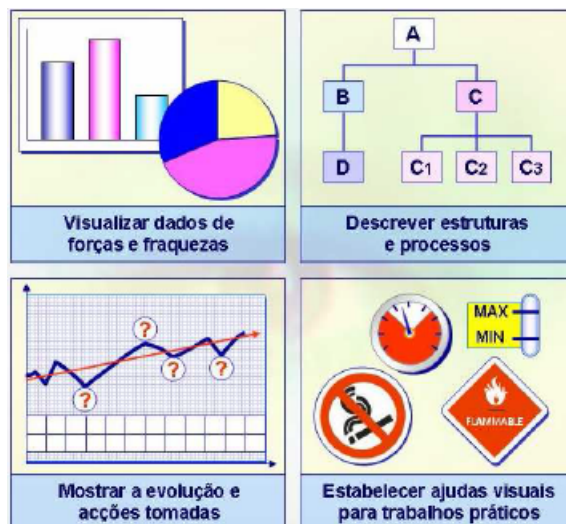 A
B
C
D
C1
C2
C3
Visualizar dados de
forças e fraquezas
Descrever estruturas
e processos
?
?
?
?
MAX
MIN
FLAMMABLE
Mostrar a evolução e
acções tomadas
Estabelecer ajudas visuais
para trabalhos práticos